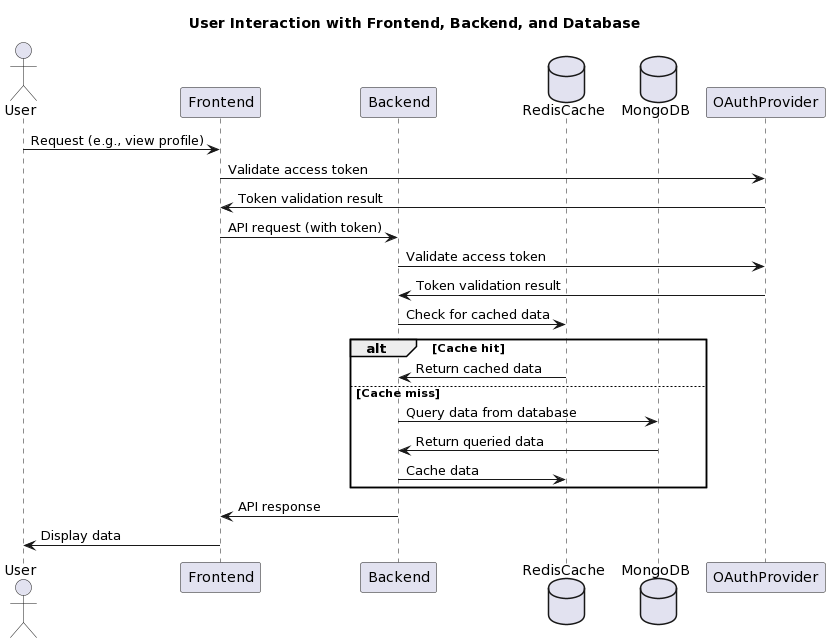 User Interaction with Frontend, Backend, and Database
User
Frontend
Backend
RedisCache
MongoDB
OAuthProvider
Request (e.g., view profile)
Validate access token
Token validation result
API request (with token)
Validate access token
Token validation result
Check for cached data
alt [Cache hit]
Return cached data
[Cache miss]
Query data from database
Return queried data
Cache data
API response
Display data
User
Frontend
Backend
RedisCache
MongoDB
OAuthProvider